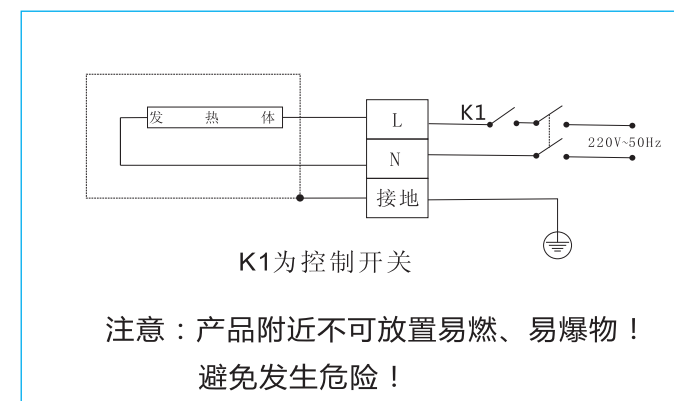 发 热 体
L
K1
N
220V~50Hz
接地
K1为控制开关
注意：产品附近不可放置易燃、易爆物！
避免发生危险！